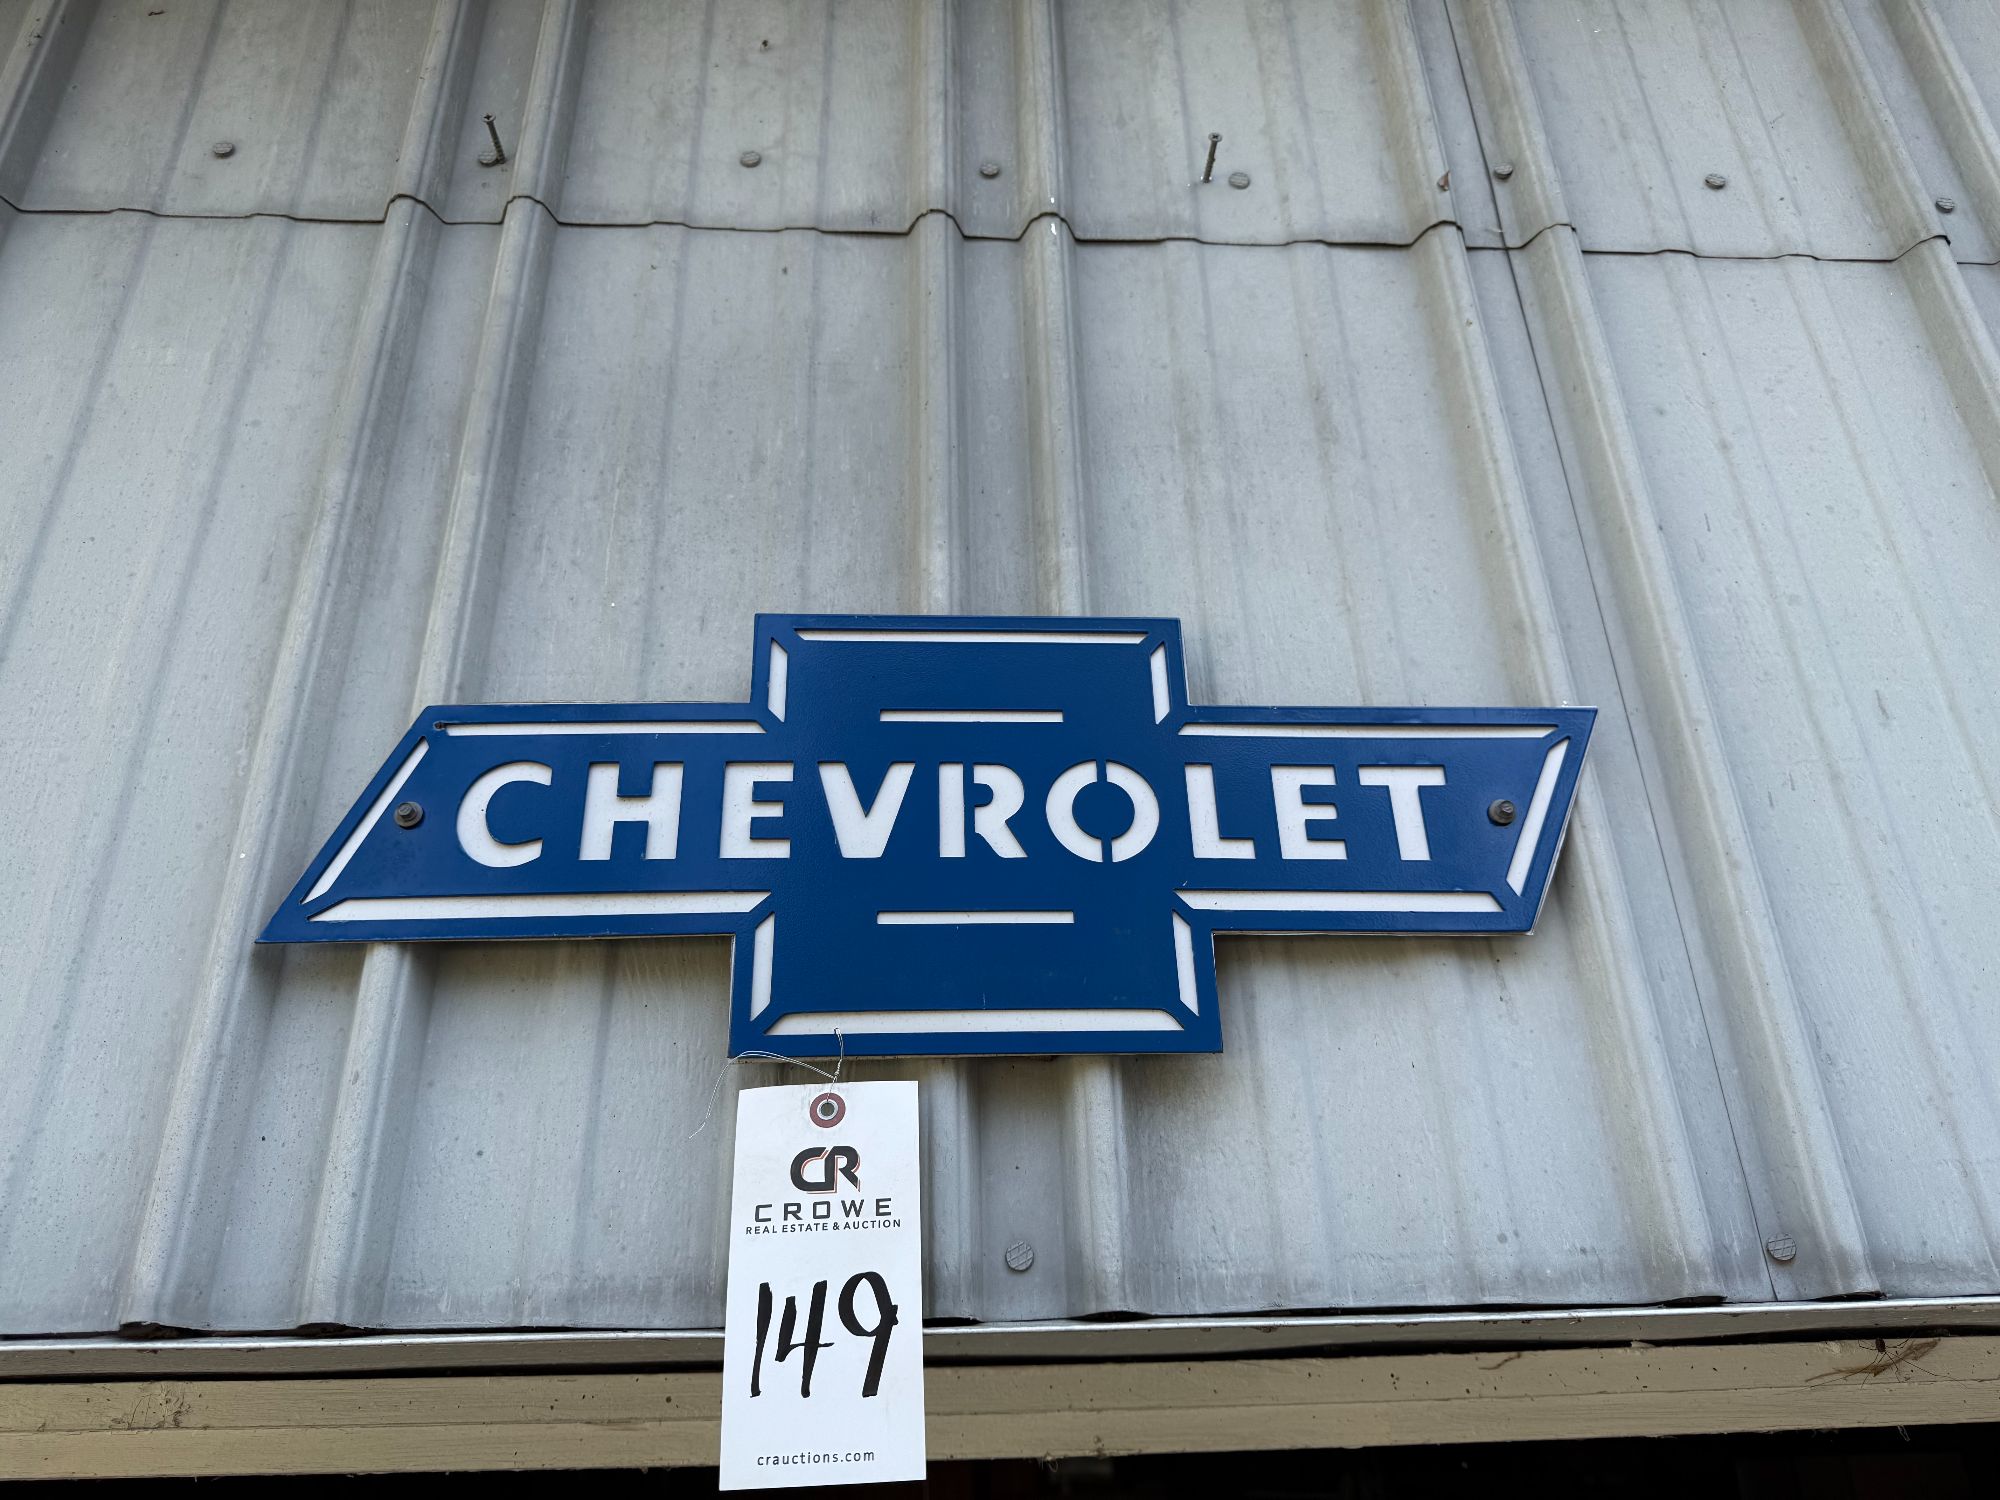 CHEVROLET
CR
CROWE
REAL ESTATE & AUCTION
149
crauctions.com